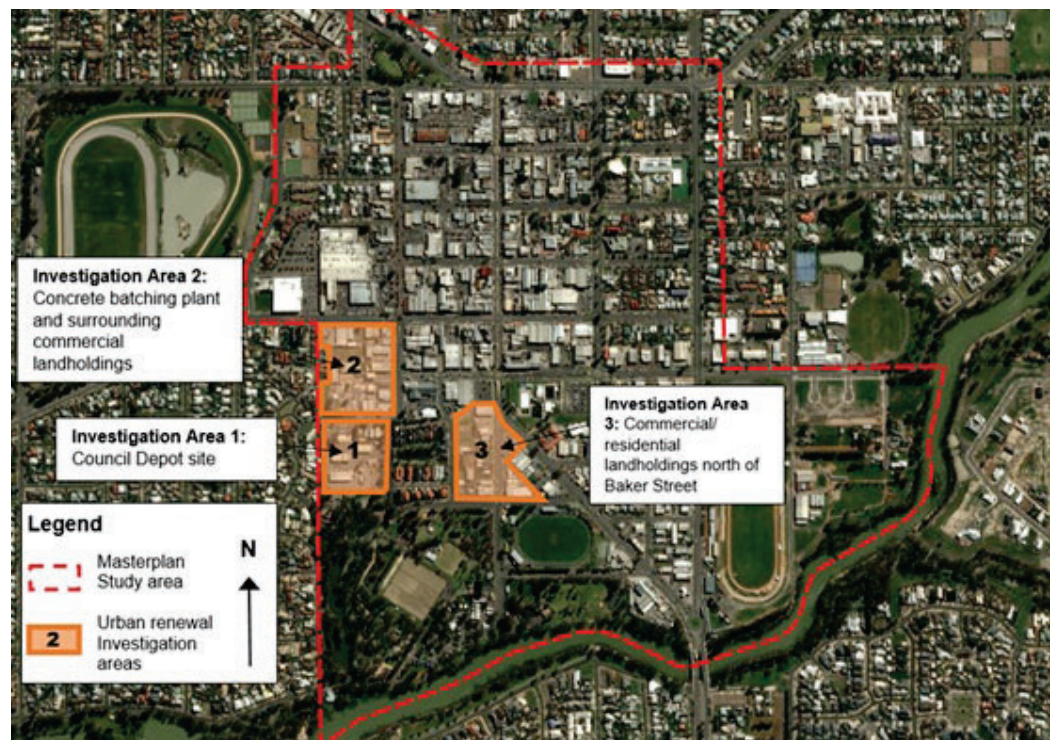 Investigation Area 2:
Concrete batching plant
and surrounding
commercial
landholdings
2
Investigation Area 1:
Council Depot site
1
3
Investigation Area
3: Commercial/
residential
landholdings north of
Baker Street
Legend
Masterplan
Study area
2
Urban renewal
Investigation
areas
N